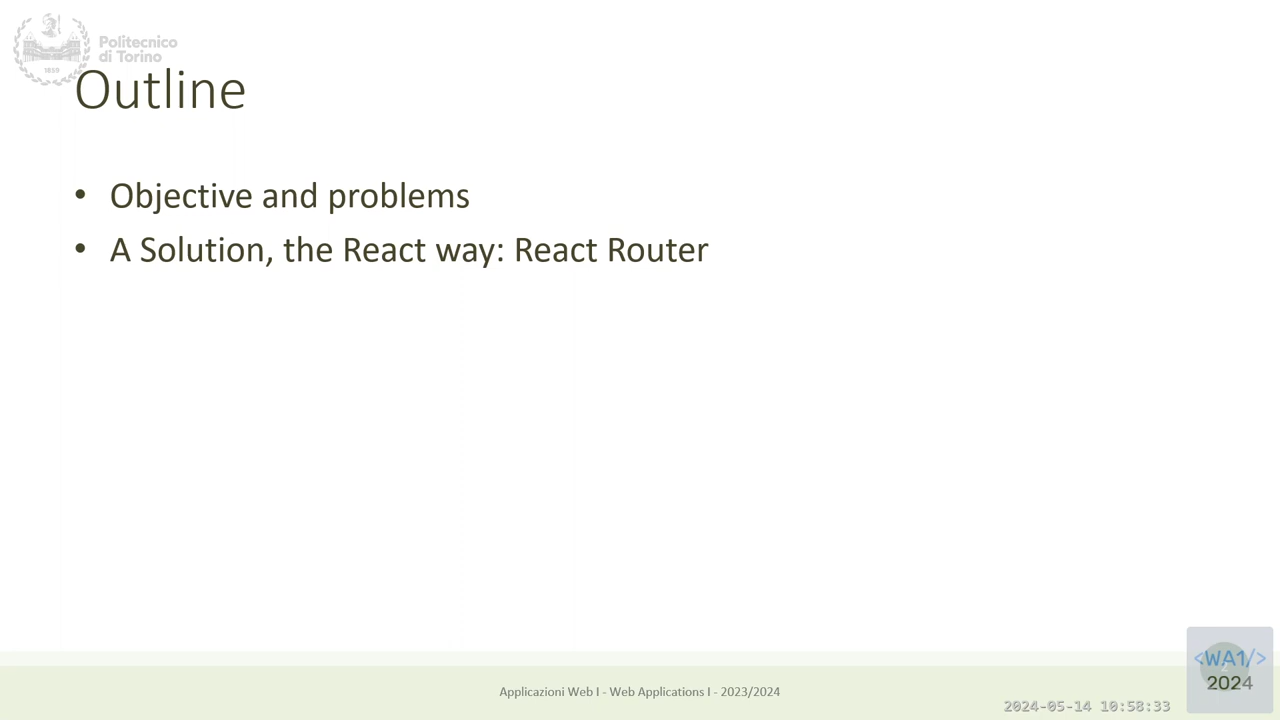 Politecnico
di Torino
1859
Outline
• Objective and problems
• A Solution, the React way: React Router
<WA1/>
2024
Applicazioni Web I - Web Applications I - 2023/2024
2024-05-14 10:58:33